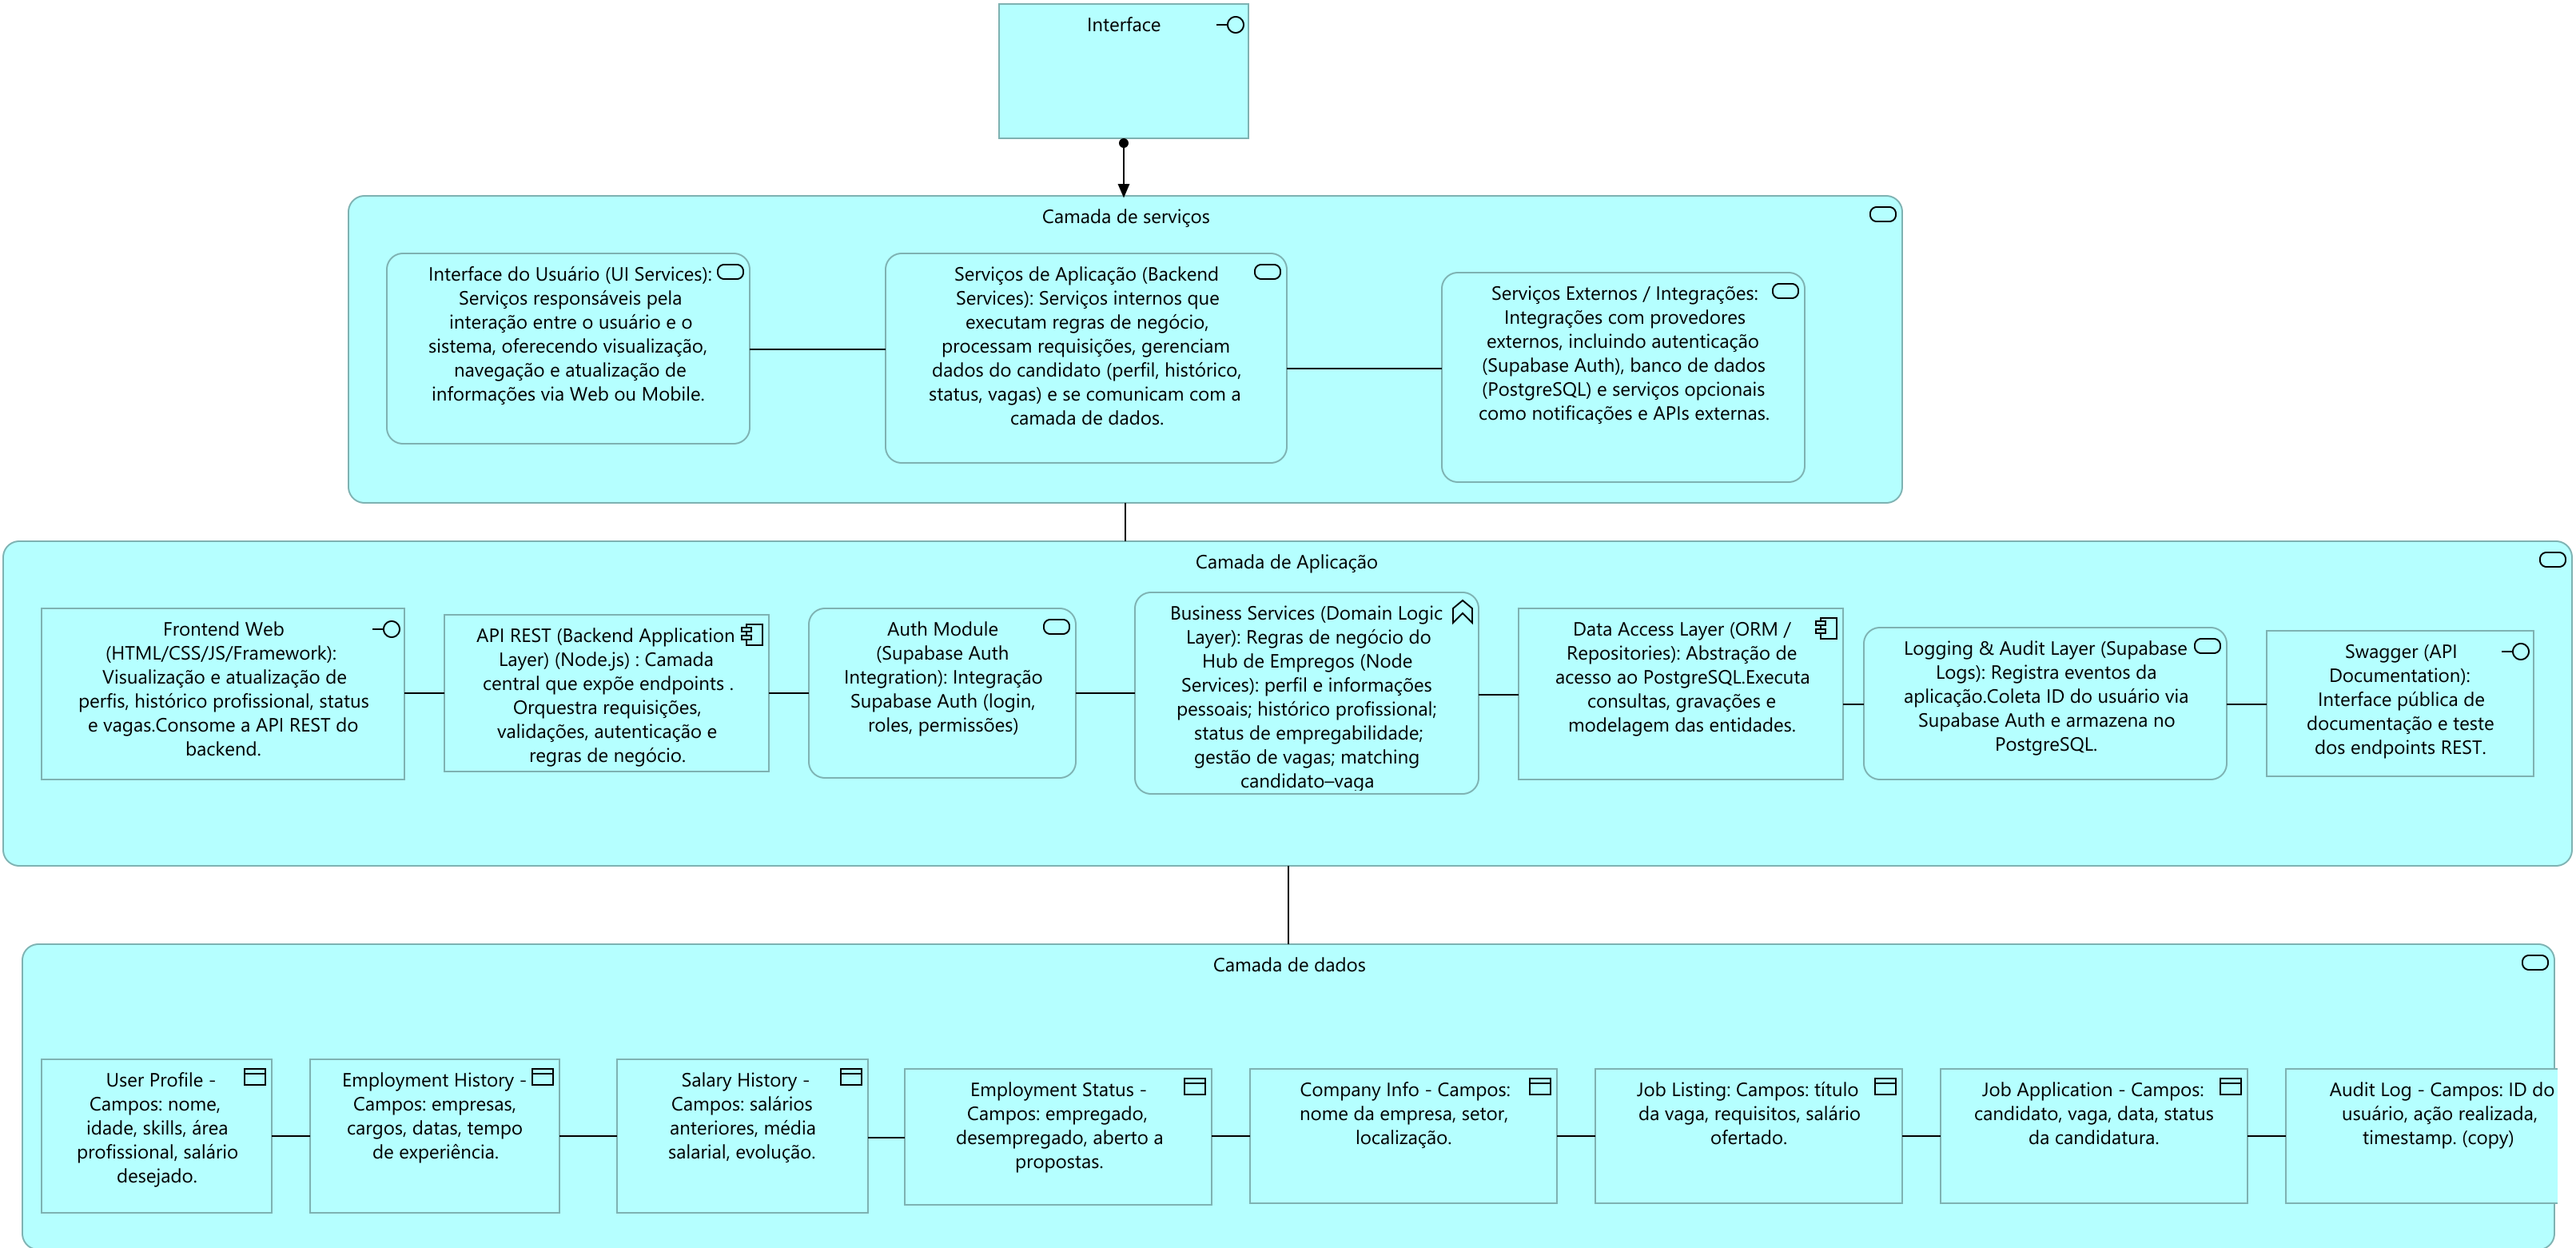 Interface
Camada de serviços
Interface do Usuário (UI Services):
Serviços responsáveis pela
interação entre o usuário e o
sistema, oferecendo visualização,
navegação e atualização de
informações via Web ou Mobile.
Serviços de Aplicação (Backend
Services): Serviços internos que
executam regras de negócio,
processam requisições, gerenciam
dados do candidato (perfil, histórico,
status, vagas) e se comunicam com a
camada de dados.
Serviços Externos / Integrações:
Integrações com provedores
externos, incluindo autenticação
(Supabase Auth), banco de dados
(PostgreSQL) e serviços opcionais
como notificações e APIs externas.
Camada de Aplicação
Frontend Web
(HTML/CSS/JS/Framework):
Visualização e atualização de
perfis, histórico profissional, status
e vagas.Consome a API REST do
backend.
API REST (Backend Application
Layer) (Node.js) : Camada
central que expõe endpoints .
Orquestra requisições,
validações, autenticação e
regras de negócio.
Auth Module
(Supabase Auth
Integration): Integração
Supabase Auth (login,
roles, permissões)
Business Services (Domain Logic
Layer): Regras de negócio do
Hub de Empregos (Node
Services): perfil e informações
pessoais; histórico profissional;
status de empregabilidade;
gestão de vagas; matching
candidato–vaga
Data Access Layer (ORM /
Repositories): Abstração de
acesso ao PostgreSQL.Executa
consultas, gravações e
modelagem das entidades.
Logging & Audit Layer (Supabase
Logs): Registra eventos da
aplicação.Coleta ID do usuário via
Supabase Auth e armazena no
PostgreSQL.
Swagger (API
Documentation):
Interface pública de
documentação e teste
dos endpoints REST.
Camada de dados
User Profile -
Campos: nome,
idade, skills, área
profissional, salário
desejado.
Employment History -
Campos: empresas,
cargos, datas, tempo
de experiência.
Salary History -
Campos: salários
anteriores, média
salarial, evolução.
Employment Status -
Campos: empregado,
desempregado, aberto a
propostas.
Company Info - Campos:
nome da empresa, setor,
localização.
Job Listing: Campos: título
da vaga, requisitos, salário
ofertado.
Job Application - Campos:
candidato, vaga, data, status
da candidatura.
Audit Log - Campos: ID do
usuário, ação realizada,
timestamp. (copy)